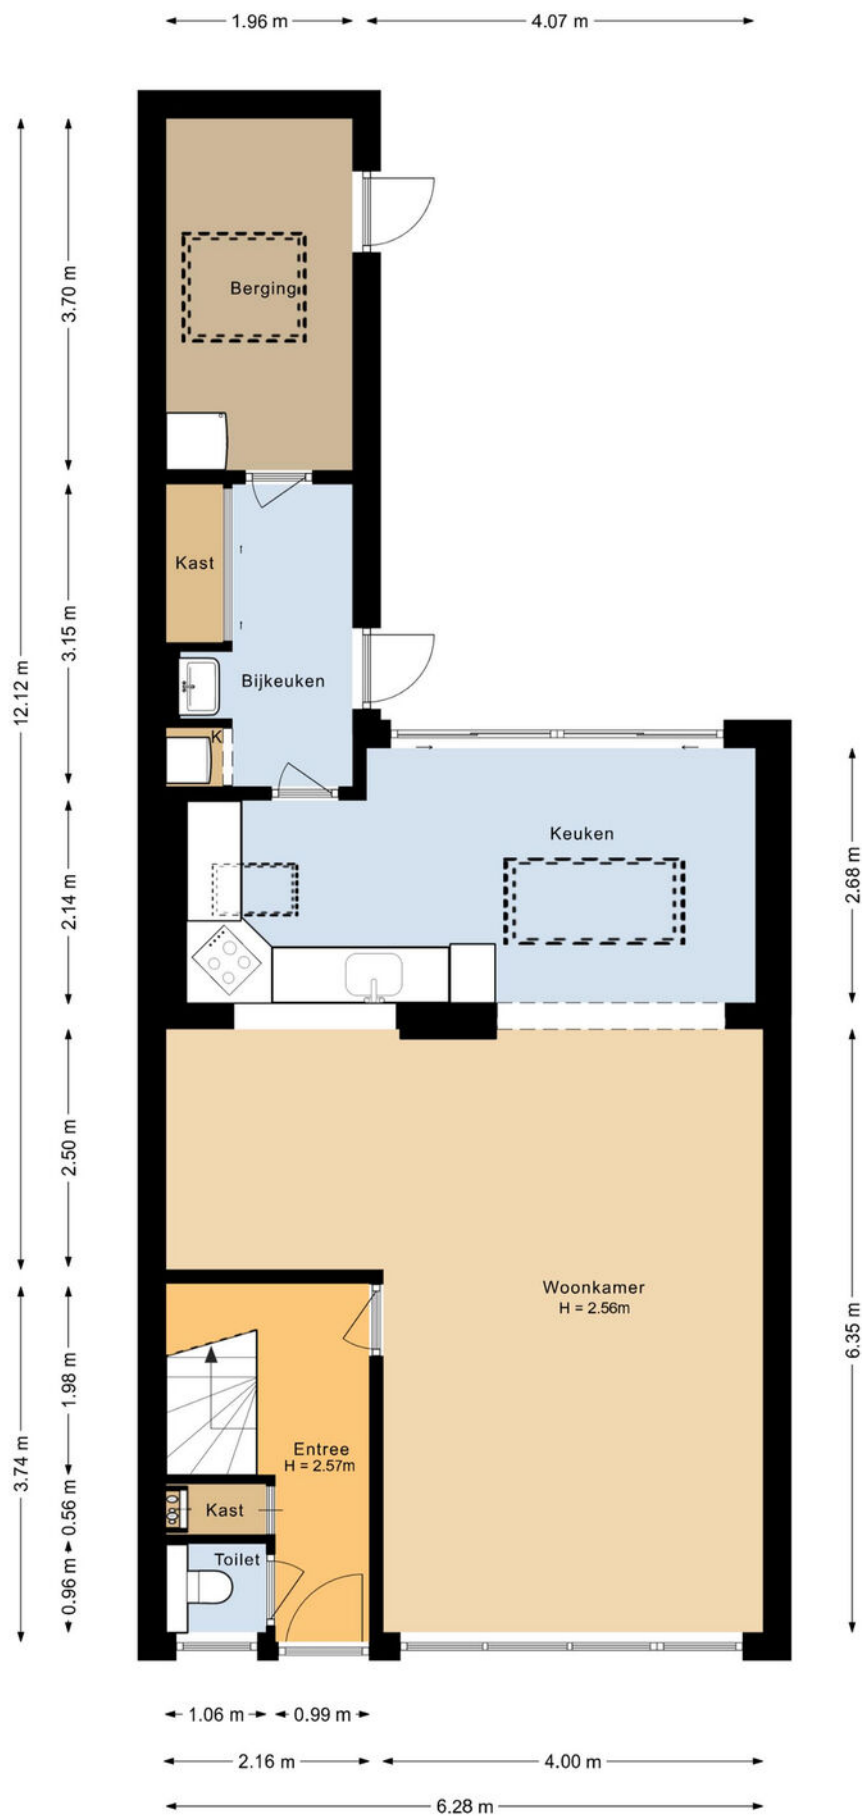 1.96 m
4.07 m
12.12 m
3.70 m
Berging
Kast
3.15 m
Bijkeuken
K
Keuken
2.14 m
2.68 m
2.50 m
Woonkamer
H = 2.56m
6.35 m
3.74 m
1.98 m
Entree
H = 2.57m
0.56 m
Kast
Toilet
0.96 m
1.06 m
0.99 m
2.16 m
4.00 m
6.28 m